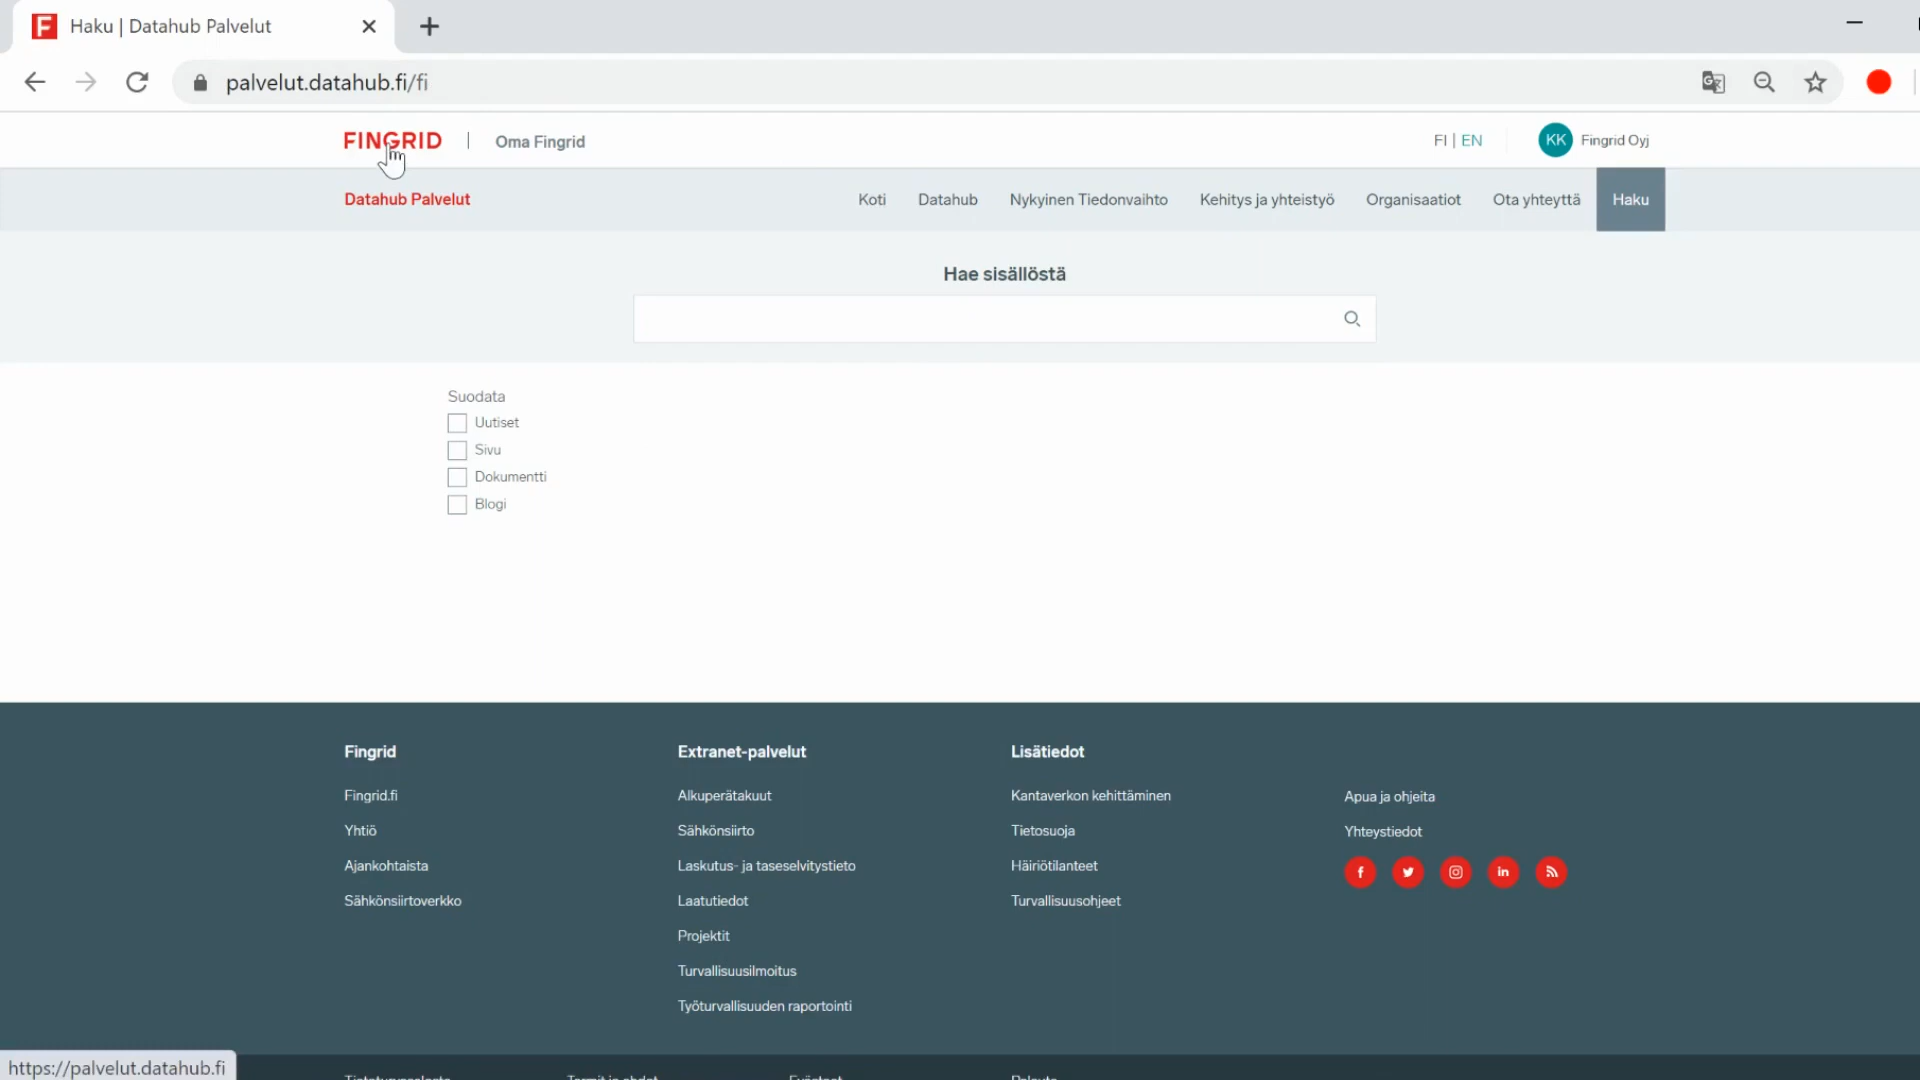 Haku | Datahub Palvelut
palvelut.datahub.fi/fi
FINGRID | Oma Fingrid
FI | EN
KK Fingrid Oyj
Datahub Palvelut
Koti Datahub Nykyinen Tiedonvaihto Kehitys ja yhteistyö Organisaatiot Ota yhteyttä Haku
Hae sisällöstä
Suodata
Uutiset
Sivu
Dokumentti
Blogi
Fingrid
Fingrid.fi
Yhtiö
Ajankohtaista
Sähkönsiirtoverkko
Extranet-palvelut
Alkuperätakuut
Sähkönsiirto
Laskutus- ja taseselvitystieto
Laatutiedot
Projektit
Turvallisuusilmoitus
Työturvallisuuden raportointi
Lisätiedot
Kantaverkon kehittäminen
Tietosuoja
Häiriötilanteet
Turvallisuusohjeet
Apua ja ohjeita
Yhteystiedot
https://palvelut.datahub.fi